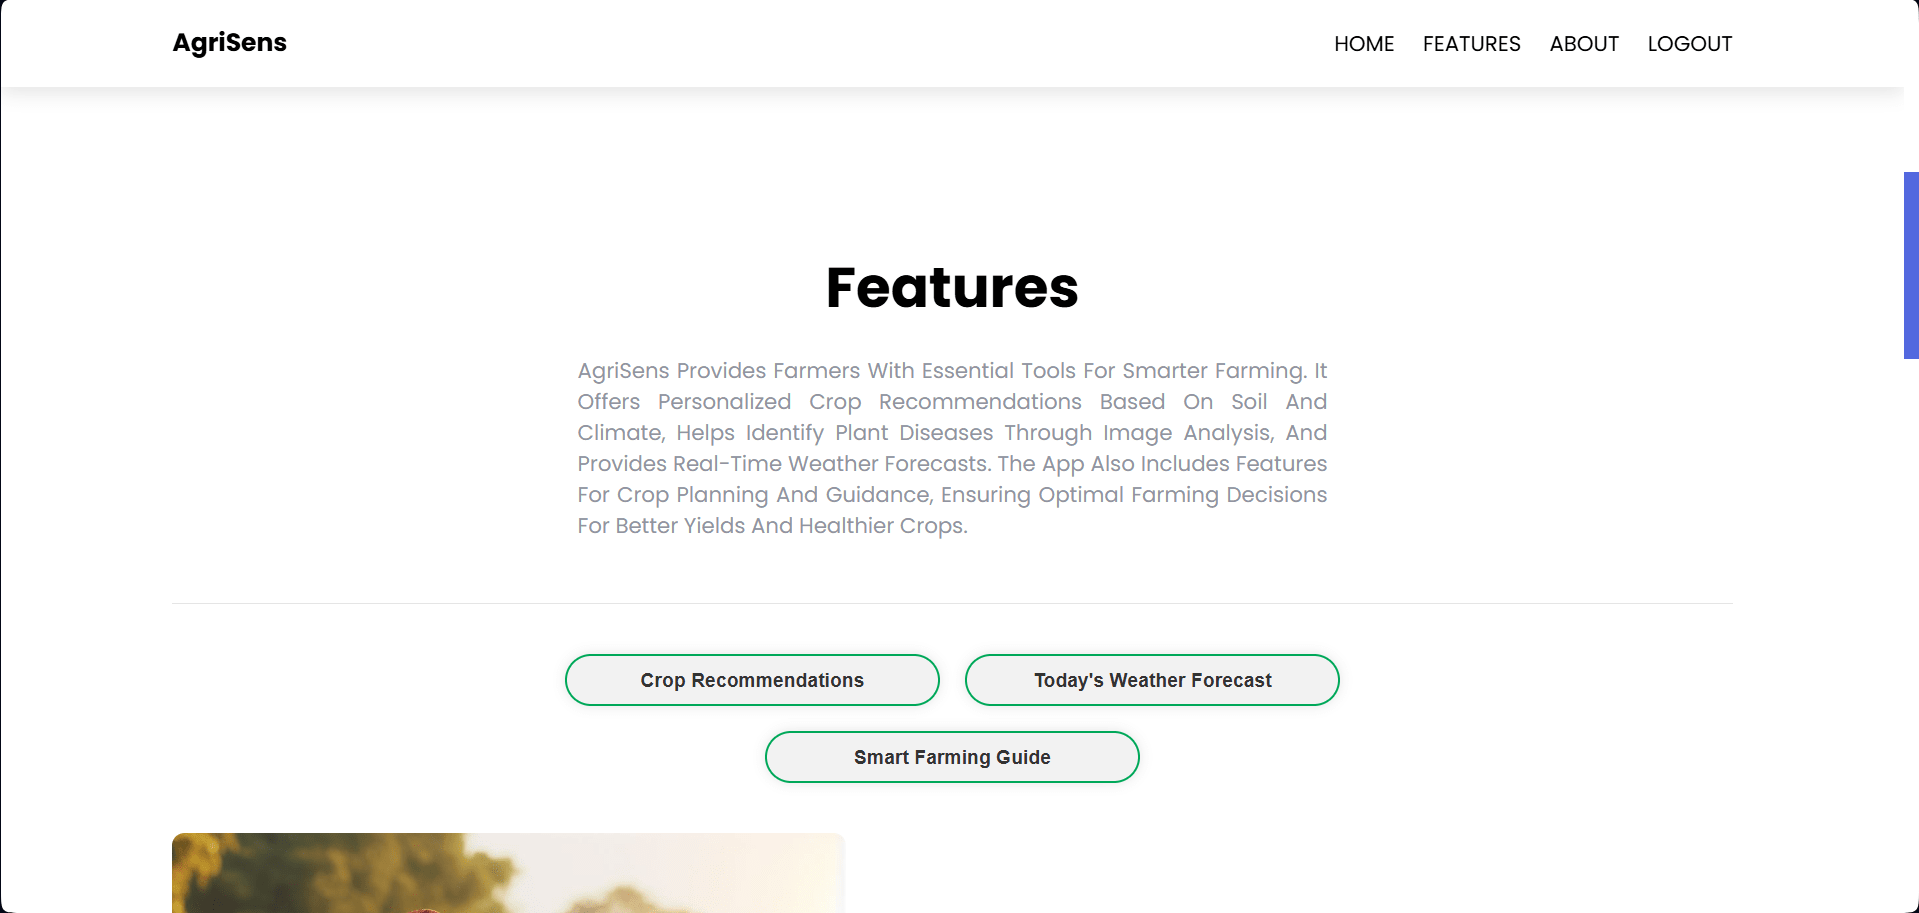 AgriSens
HOME FEATURES ABOUT LOGOUT
Features
AgriSens Provides Farmers With Essential Tools For Smarter Farming. It
Offers Personalized Crop Recommendations Based On Soil And
Climate, Helps Identify Plant Diseases Through Image Analysis, And
Provides Real-Time Weather Forecasts. The App Also Includes Features
For Crop Planning And Guidance, Ensuring Optimal Farming Decisions
For Better Yields And Healthier Crops.
Crop Recommendations
Today's Weather Forecast
Smart Farming Guide